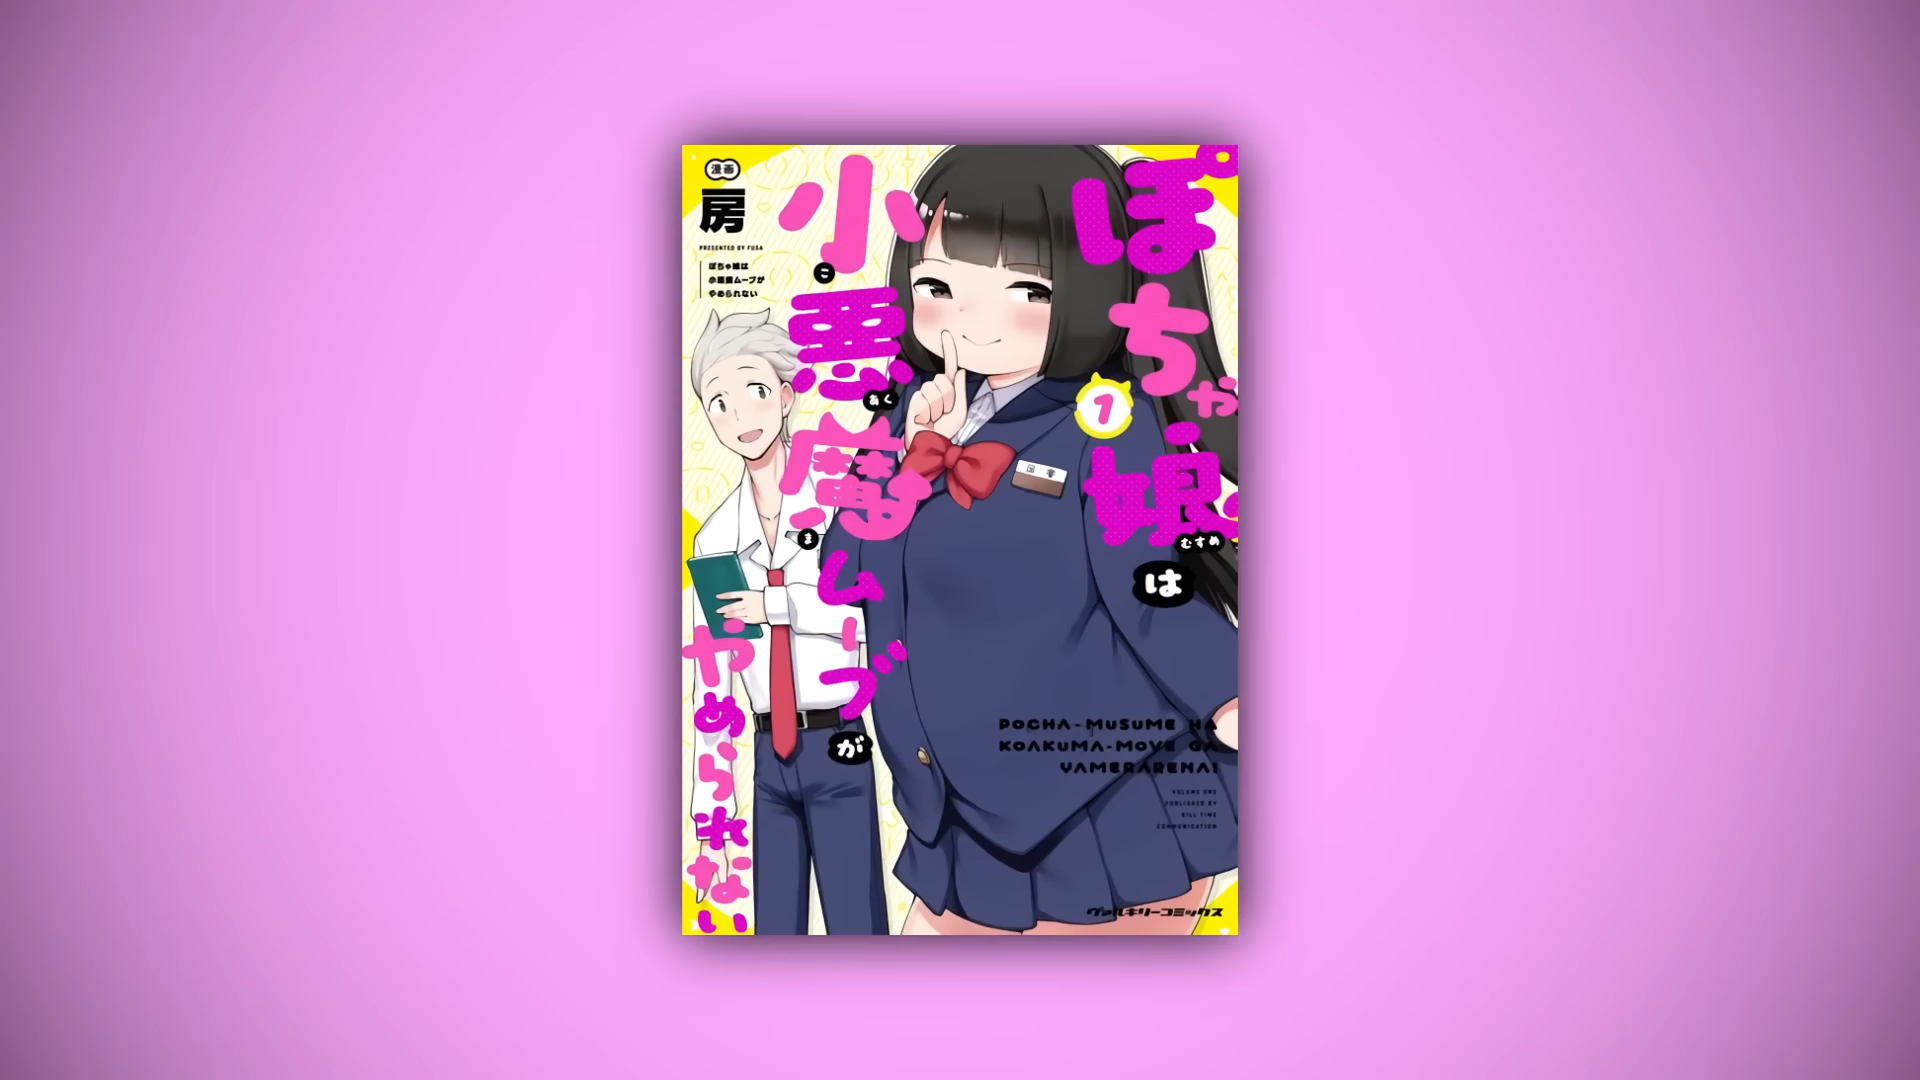 ぽちゃ娘は
むすめ
小悪魔ムーブが
こ
あく
ま
やめられない
1
漫画
房
PRESENTED BY FUSA
ぽちゃ娘は
小悪魔ムーブが
やめられない
POCHA-MUSUME HA
KOAKUMA-MOVE GA
YAMERARENAI
VOLUME ONE
PUBLISHED BY
KILL TIME
COMMUNICATION
ヴァルキリーコミックス